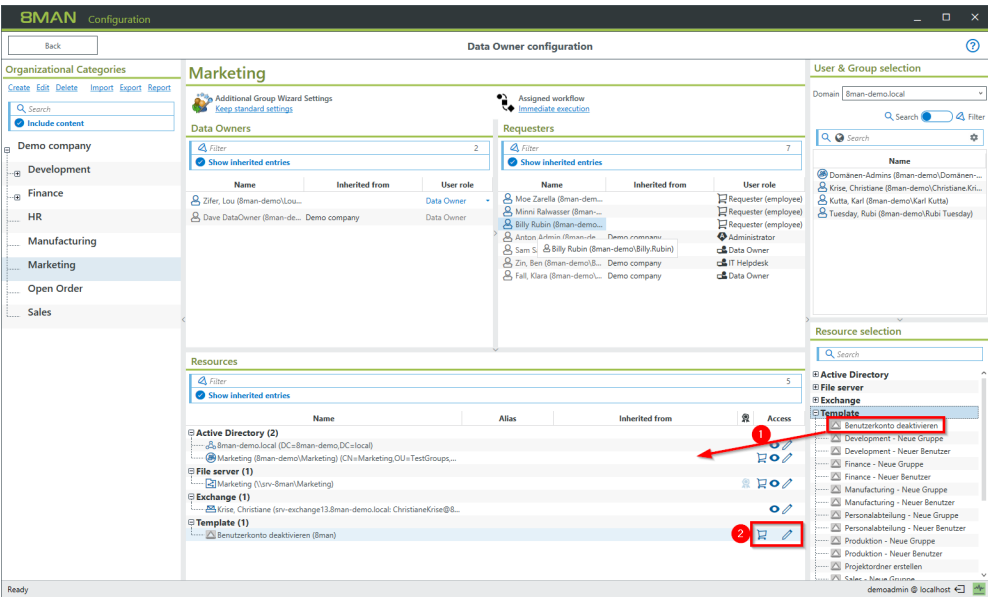 8MAN Configuration
Back
Data Owner configuration
Organizational Categories
Create Edit Delete Import Export Report
Search
Include content
Demo company
Development
Finance
HR
Manufacturing
Marketing
Open Order
Sales
Marketing
Additional Group Wizard Settings
Keep standard settings
Assigned workflow
Immediate execution
Data Owners
Filter 2
Show inherited entries
Name Inherited from User role
Zifer, Lou (8man-demo\Lou... Data Owner
Dave DataOwner (8man-de... Demo company Data Owner
Requesters
Filter 7
Show inherited entries
Name Inherited from User role
Moe Zarella (8man-dem... Requester (employee)
Minni Ralwasser (8man-... Requester (employee)
Billy Rubin (8man-demo... Requester (employee)
Anton Admin (8man-de... Demo company Administrator
Sam S. Data Owner
Billy Rubin (8man-demo\Billy.Rubin)
Zin, Ben (8man-demo\B... Demo company IT Helpdesk
Fall, Klara (8man-demo\... Demo company Data Owner
Resources
Filter 5
Show inherited entries
Name Alias Inherited from Access
Active Directory (2)
8man-demo.local (DC=8man-demo,DC=local)
Marketing (8man-demo\Marketing) (CN=Marketing,OU=TestGroups,...
File server (1)
Marketing (\\srv-8man\Marketing)
Exchange (1)
Krise, Christiane (srv-exchange13.8man-demo.local: ChristianeKrise@8...
Template (1)
Benutzerkonto deaktivieren (8man)
1
2
User & Group selection
Domain 8man-demo.local
Search Filter
Search
Name
Domänen-Admins (8man-demo\Domänen-...
Krise, Christiane (8man-demo\Christiane.Kri...
Kutta, Karl (8man-demo\Karl Kutta)
Tuesday, Rubi (8man-demo\Rubi Tuesday)
Resource selection
Search
Active Directory
File server
Exchange
Template
Benutzerkonto deaktivieren
Development - Neue Gruppe
Development - Neuer Benutzer
Finance - Neue Gruppe
Finance - Neuer Benutzer
Manufacturing - Neue Gruppe
Manufacturing - Neuer Benutzer
Personalabteilung - Neue Gruppe
Personalabteilung - Neuer Benutzer
Produktion - Neue Gruppe
Produktion - Neuer Benutzer
Projektordner erstellen
Sales - Neue Gruppe
Ready
demoadmin @ localhost